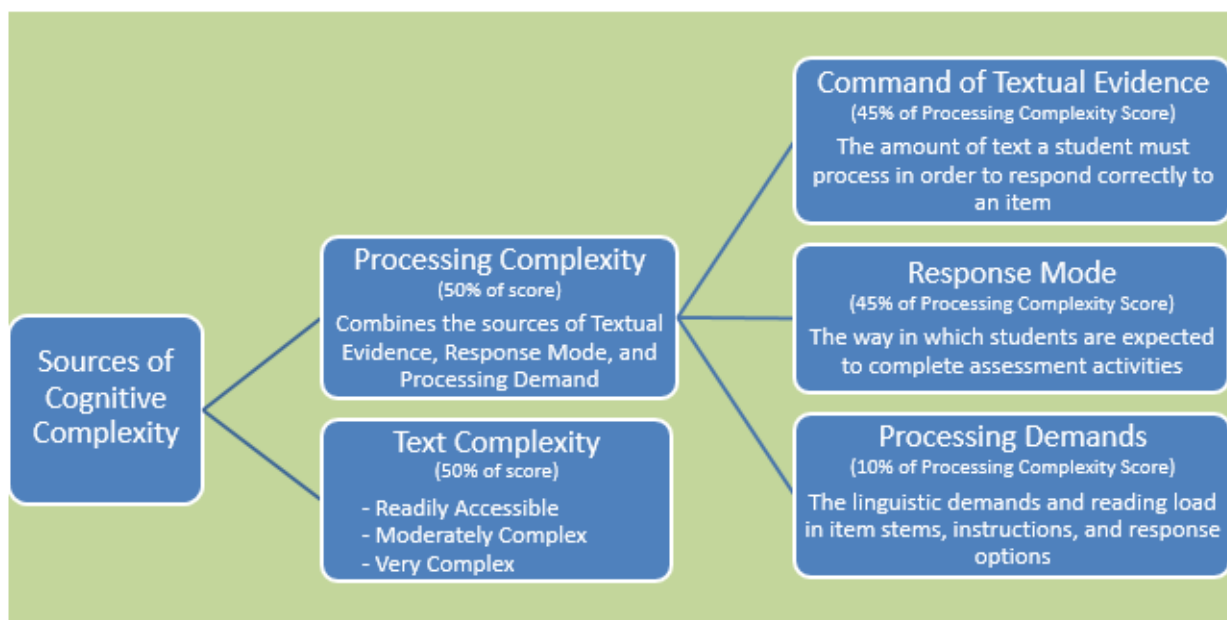 Sources of
Cognitive
Complexity
Processing Complexity
(50% of score)
Combines the sources of Textual
Evidence, Response Mode, and
Processing Demand
Text Complexity
(50% of score)
- Readily Accessible
- Moderately Complex
- Very Complex
Command of Textual Evidence
(45% of Processing Complexity Score)
The amount of text a student must
process in order to respond correctly to
an item
Response Mode
(45% of Processing Complexity Score)
The way in which students are expected
to complete assessment activities
Processing Demands
(10% of Processing Complexity Score)
The linguistic demands and reading load
in item stems, instructions, and response
options